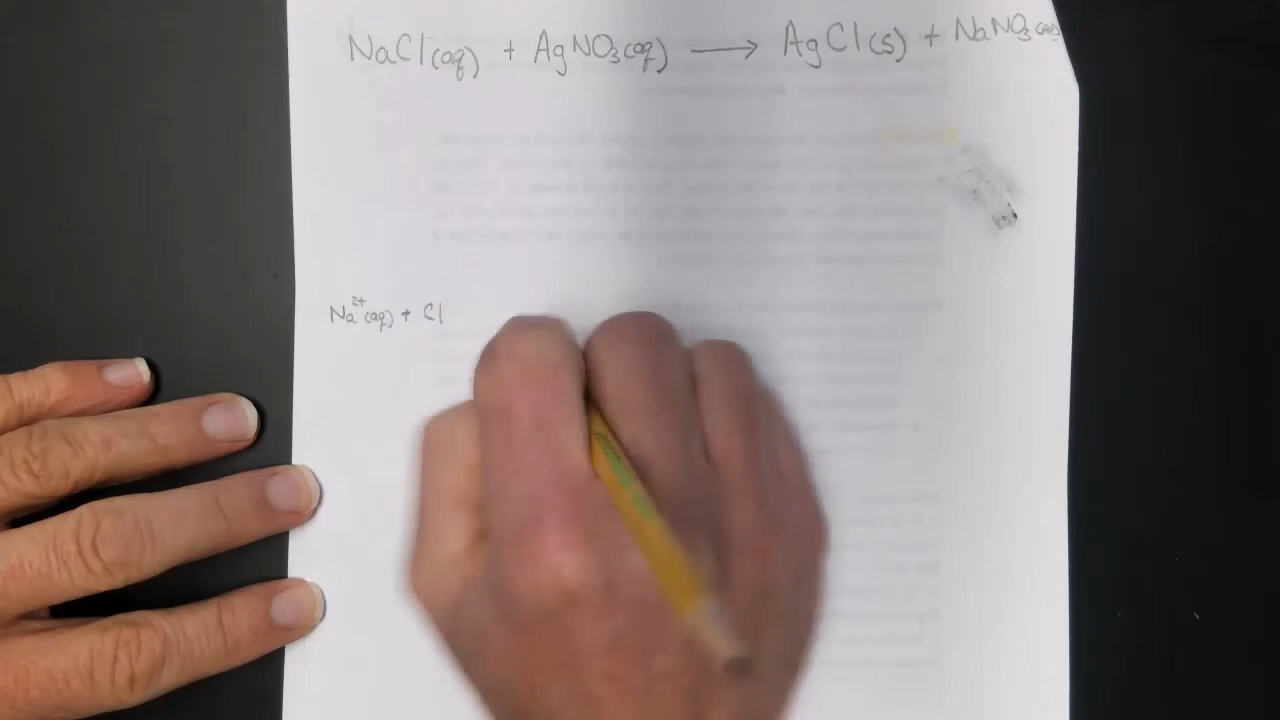 NaCl(aq) + AgNO₃(aq) → AgCl(s) + NaNO₃(aq)
Na²⁺(aq) + Cl